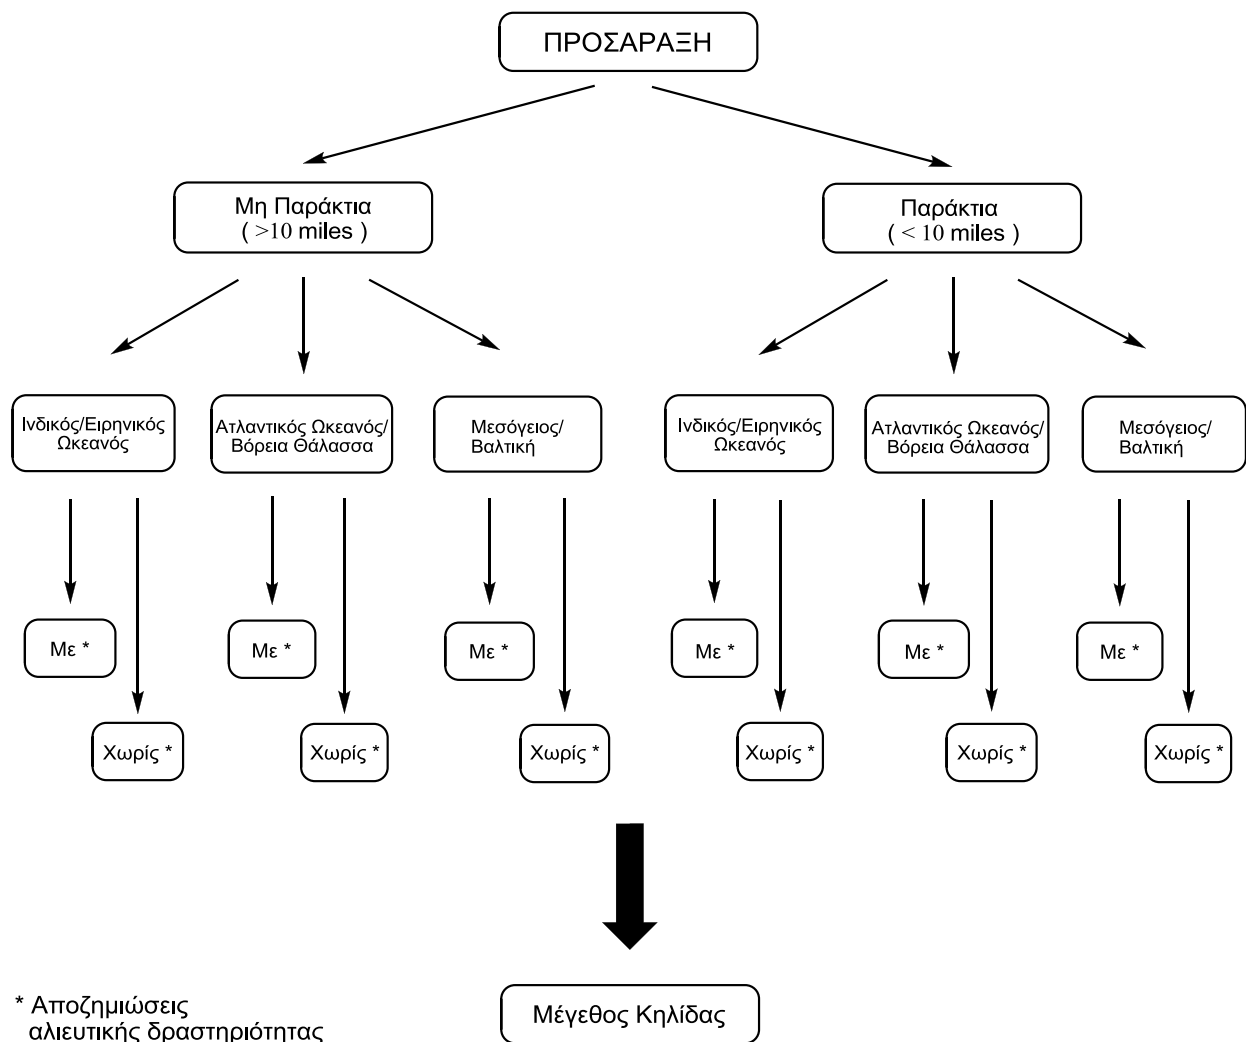 ΠΡΟΣΑΡΑΞΗ
Μη Παράκτια
( >10 miles )
Παράκτια
( < 10 miles )
Ινδικός/Ειρηνικός
Ωκεανός
Ατλαντικός Ωκεανός/
Βόρεια Θάλασσα
Μεσόγειος/
Βαλτική
Ινδικός/Ειρηνικός
Ωκεανός
Ατλαντικός Ωκεανός/
Βόρεια Θάλασσα
Μεσόγειος/
Βαλτική
Με *
Με *
Με *
Με *
Με *
Με *
Χωρίς *
Χωρίς *
Χωρίς *
Χωρίς *
Χωρίς *
Χωρίς *
* Αποζημιώσεις
αλιευτικής δραστηριότητας
Μέγεθος Κηλίδας